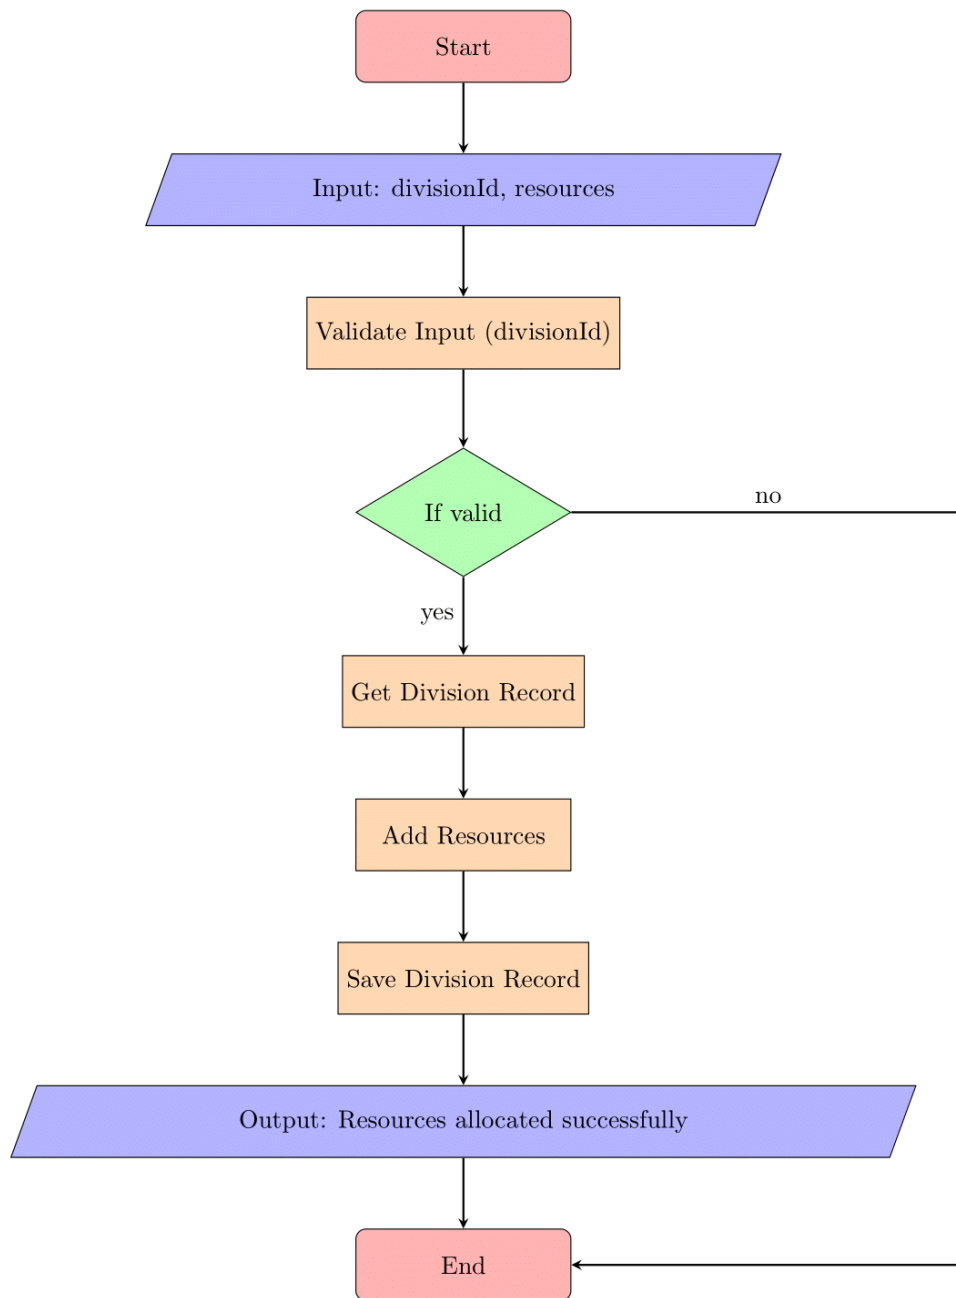 Start
Input: divisionId, resources
Validate Input (divisionId)
If valid
no
yes
Get Division Record
Add Resources
Save Division Record
Output: Resources allocated successfully
End